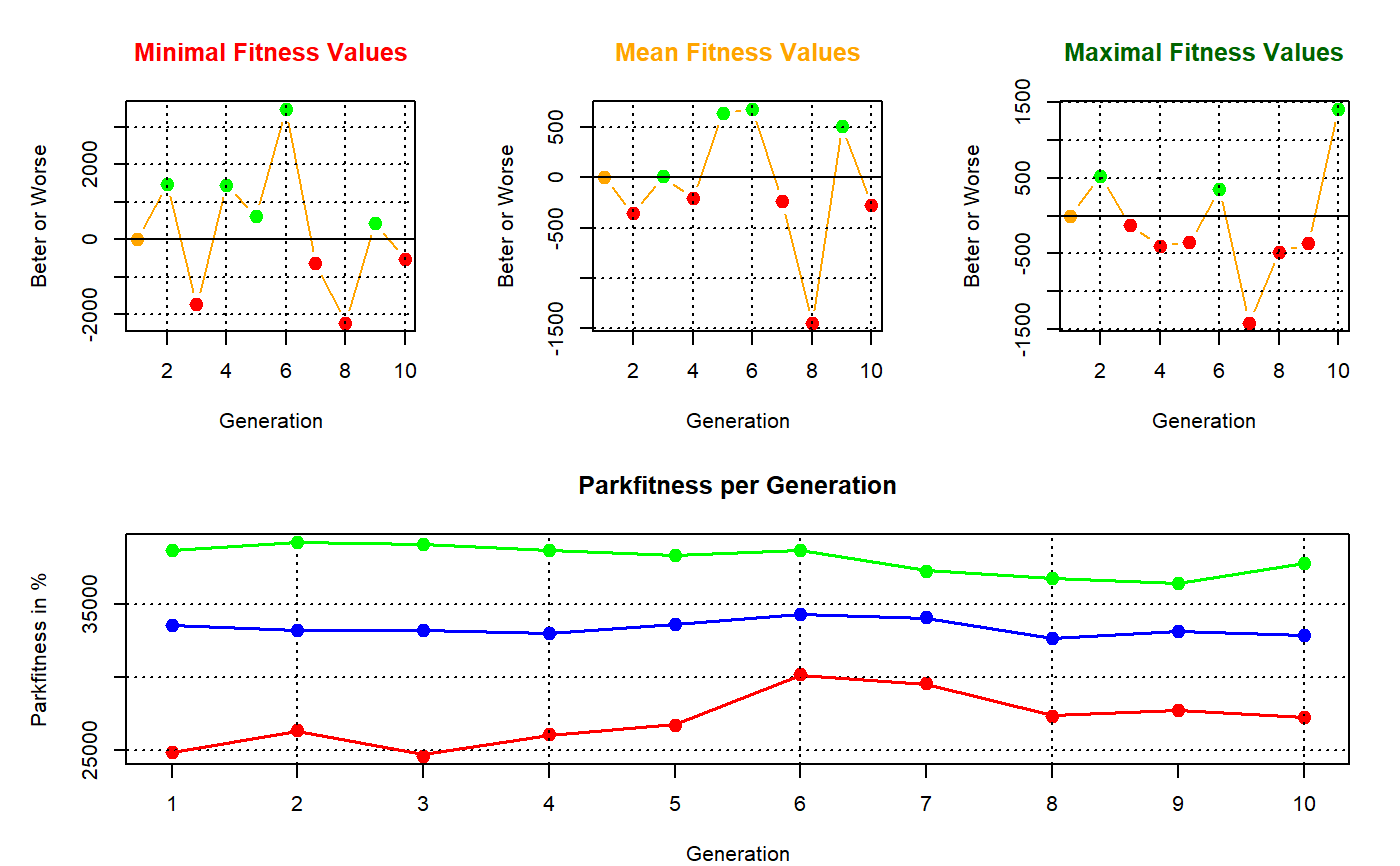 Minimal Fitness Values
Beter or Worse
2000
0
-2000
2 4 6 8 10
Generation
Mean Fitness Values
Beter or Worse
500
0
-500
-1500
2 4 6 8 10
Generation
Maximal Fitness Values
Beter or Worse
1500
500
-500
-1500
2 4 6 8 10
Generation
Parkfitness per Generation
Parkfitness in %
35000
25000
1 2 3 4 5 6 7 8 9 10
Generation